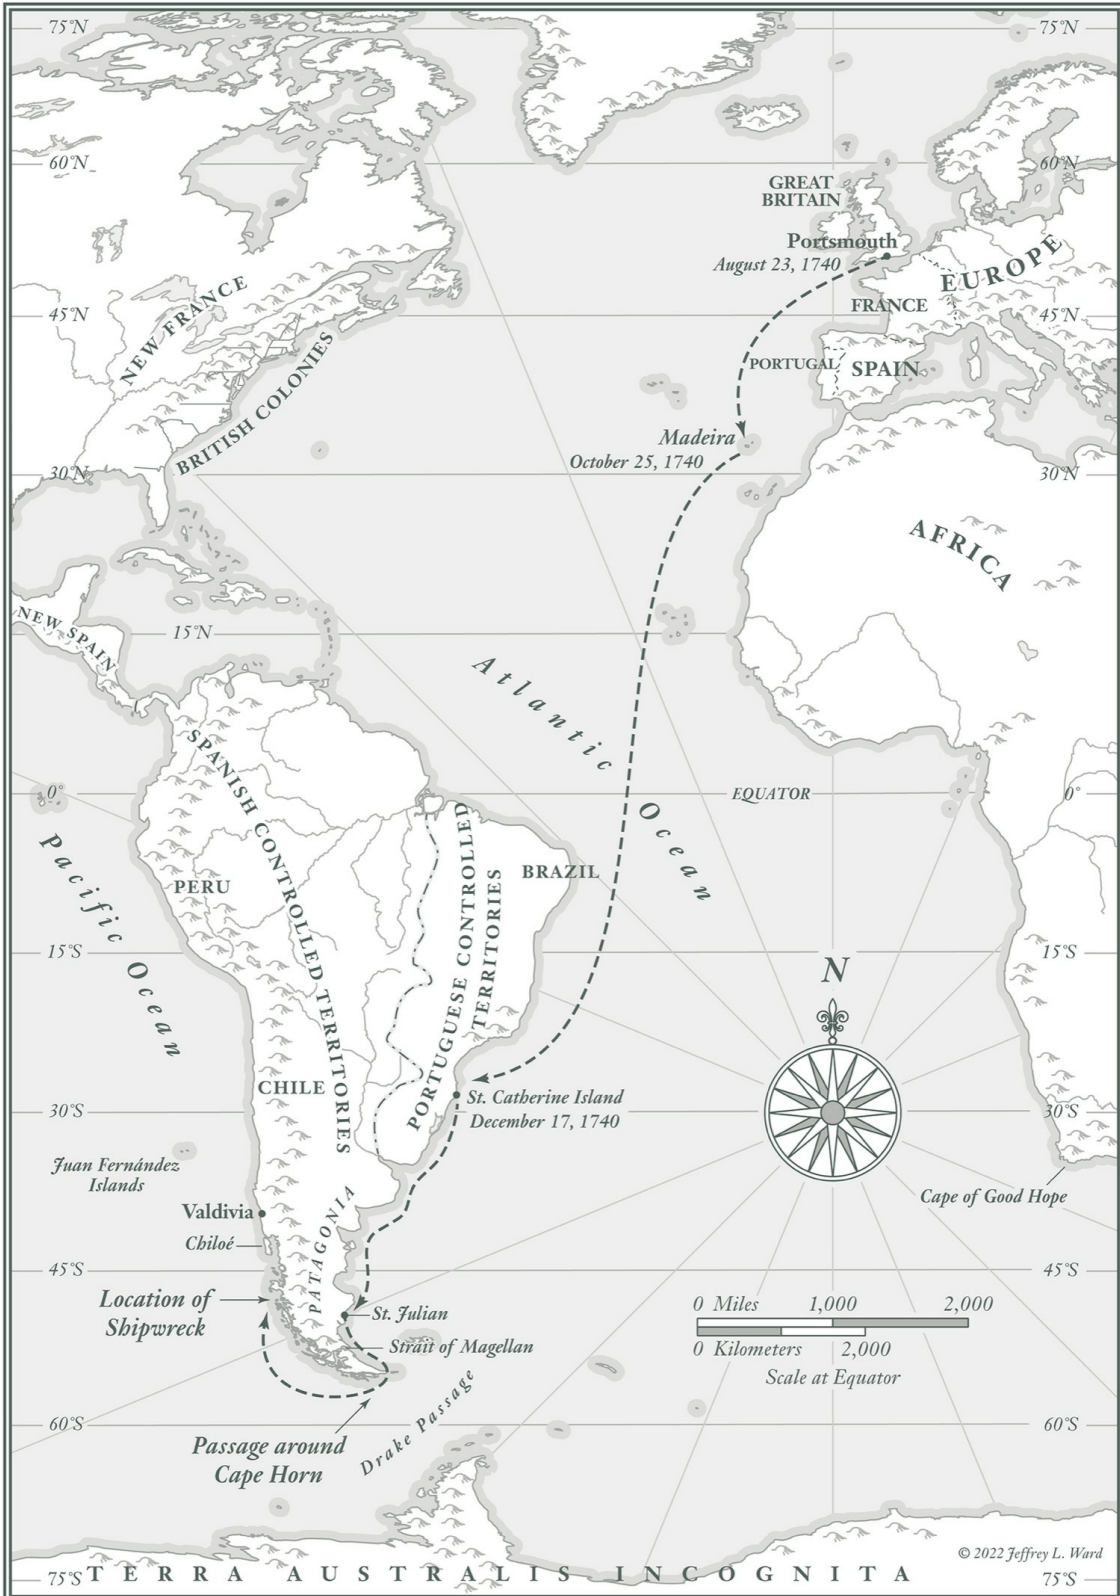 75°N
75°N
60°N
60°N
GREAT
BRITAIN
Portsmouth
August 23, 1740
EUROPE
NEW FRANCE
FRANCE
45°N
45°N
BRITISH COLONIES
PORTUGAL
SPAIN
Madeira
October 25, 1740
30°N
30°N
AFRICA
NEW SPAIN
15°N
Atlantic
Ocean
SPANISH CONTROLLED TERRITORIES
0°
EQUATOR
0°
PORTUGUESE CONTROLLED
TERRITORIES
BRAZIL
PERU
Pacific Ocean
15°S
15°S
N
CHILE
St. Catherine Island
December 17, 1740
30°S
30°S
Juan Fernández
Islands
Cape of Good Hope
Valdivia
Chiloé
PATAGONIA
45°S
45°S
Location of
Shipwreck
St. Julian
Strait of Magellan
0 Miles 1,000 2,000
0 Kilometers 2,000
Scale at Equator
60°S
60°S
Passage around
Cape Horn
Drake Passage
© 2022 Jeffrey L. Ward
75°S
TERRA AUSTRALIS INCOGNITA
75°S